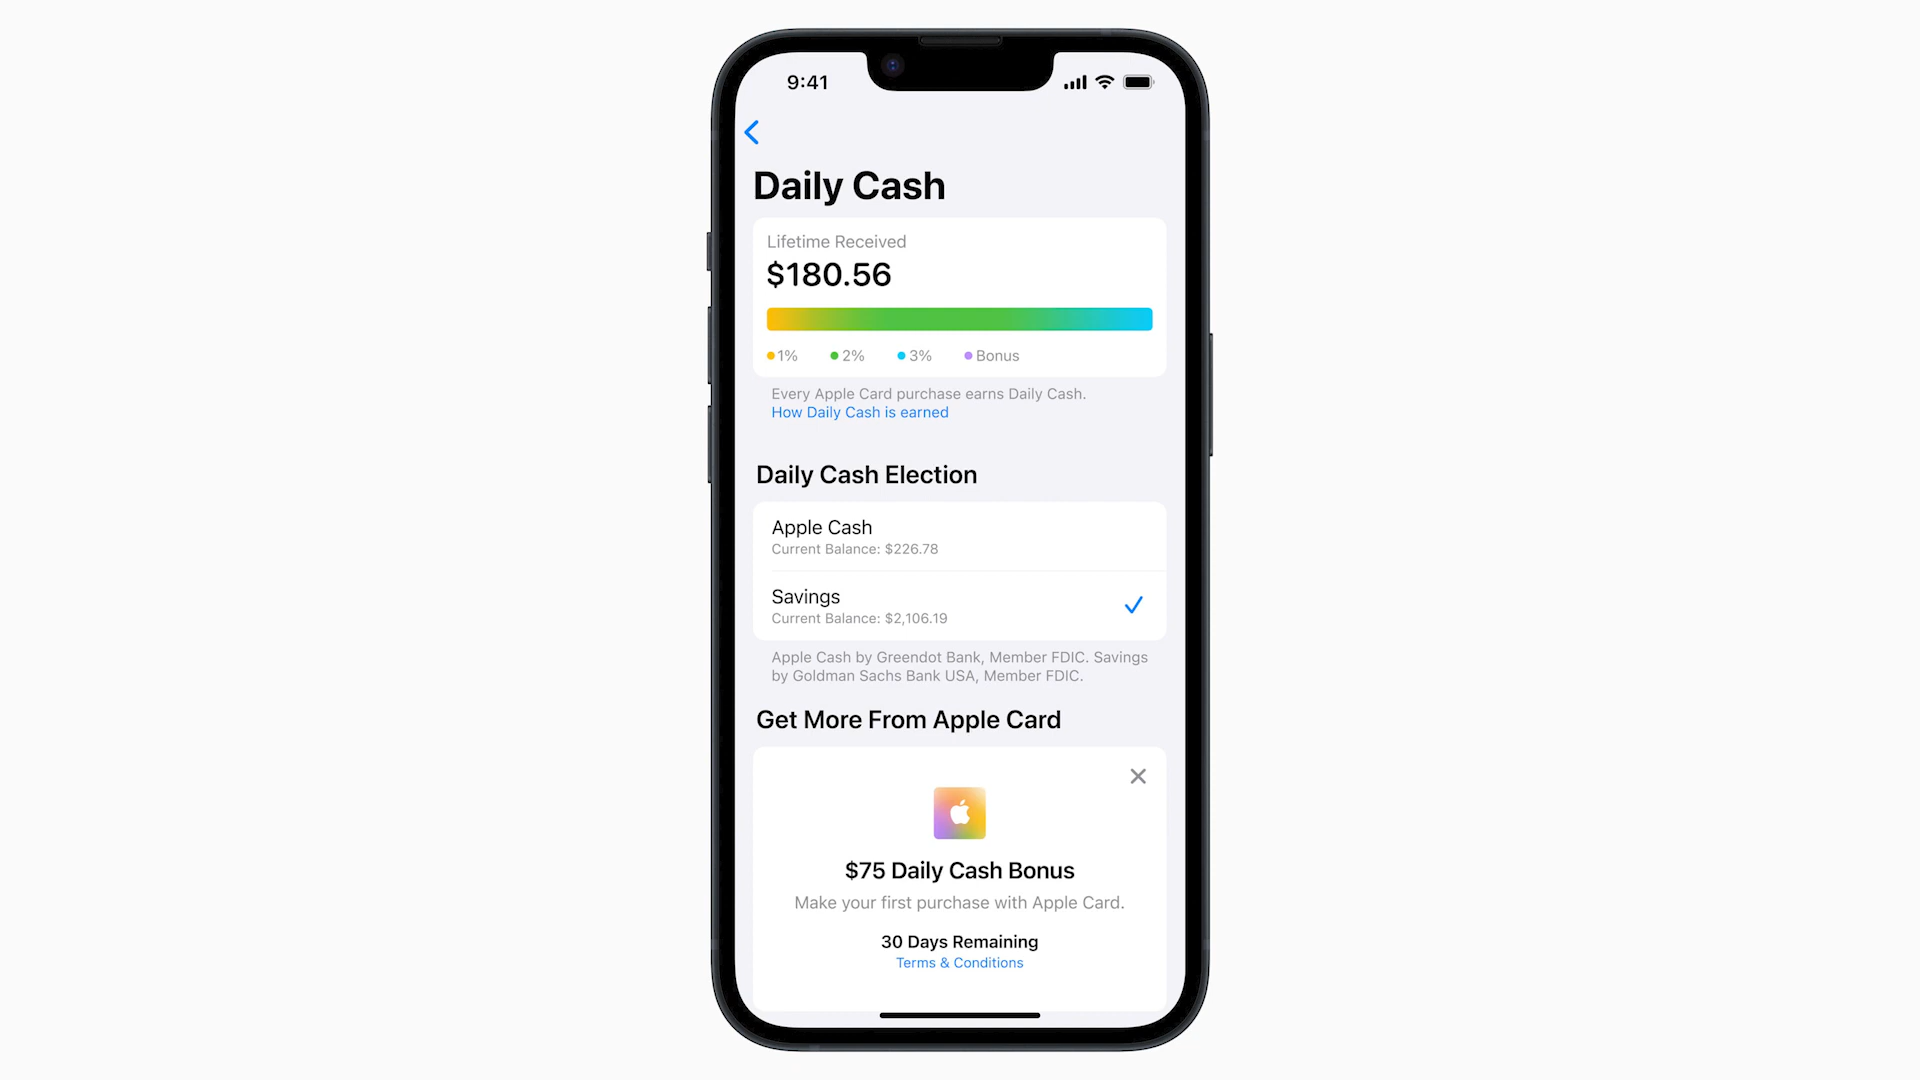 9:41
Daily Cash
Lifetime Received
$180.56
1% 2% 3% Bonus
Every Apple Card purchase earns Daily Cash.
How Daily Cash is earned
Daily Cash Election
Apple Cash
Current Balance: $226.78
Savings
Current Balance: $2,106.19
Apple Cash by Greendot Bank, Member FDIC. Savings
by Goldman Sachs Bank USA, Member FDIC.
Get More From Apple Card
$75 Daily Cash Bonus
Make your first purchase with Apple Card.
30 Days Remaining
Terms & Conditions